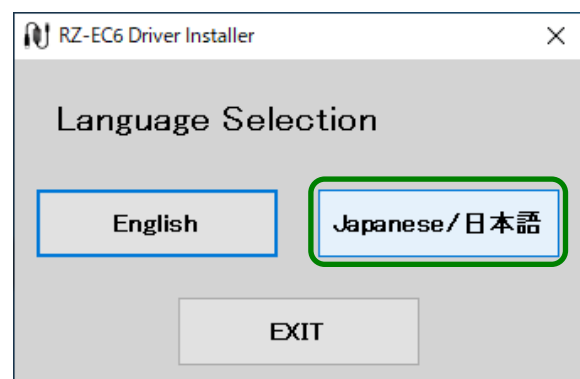 RZ-EC6 Driver Installer
Language Selection
English
Japanese/日本語
EXIT